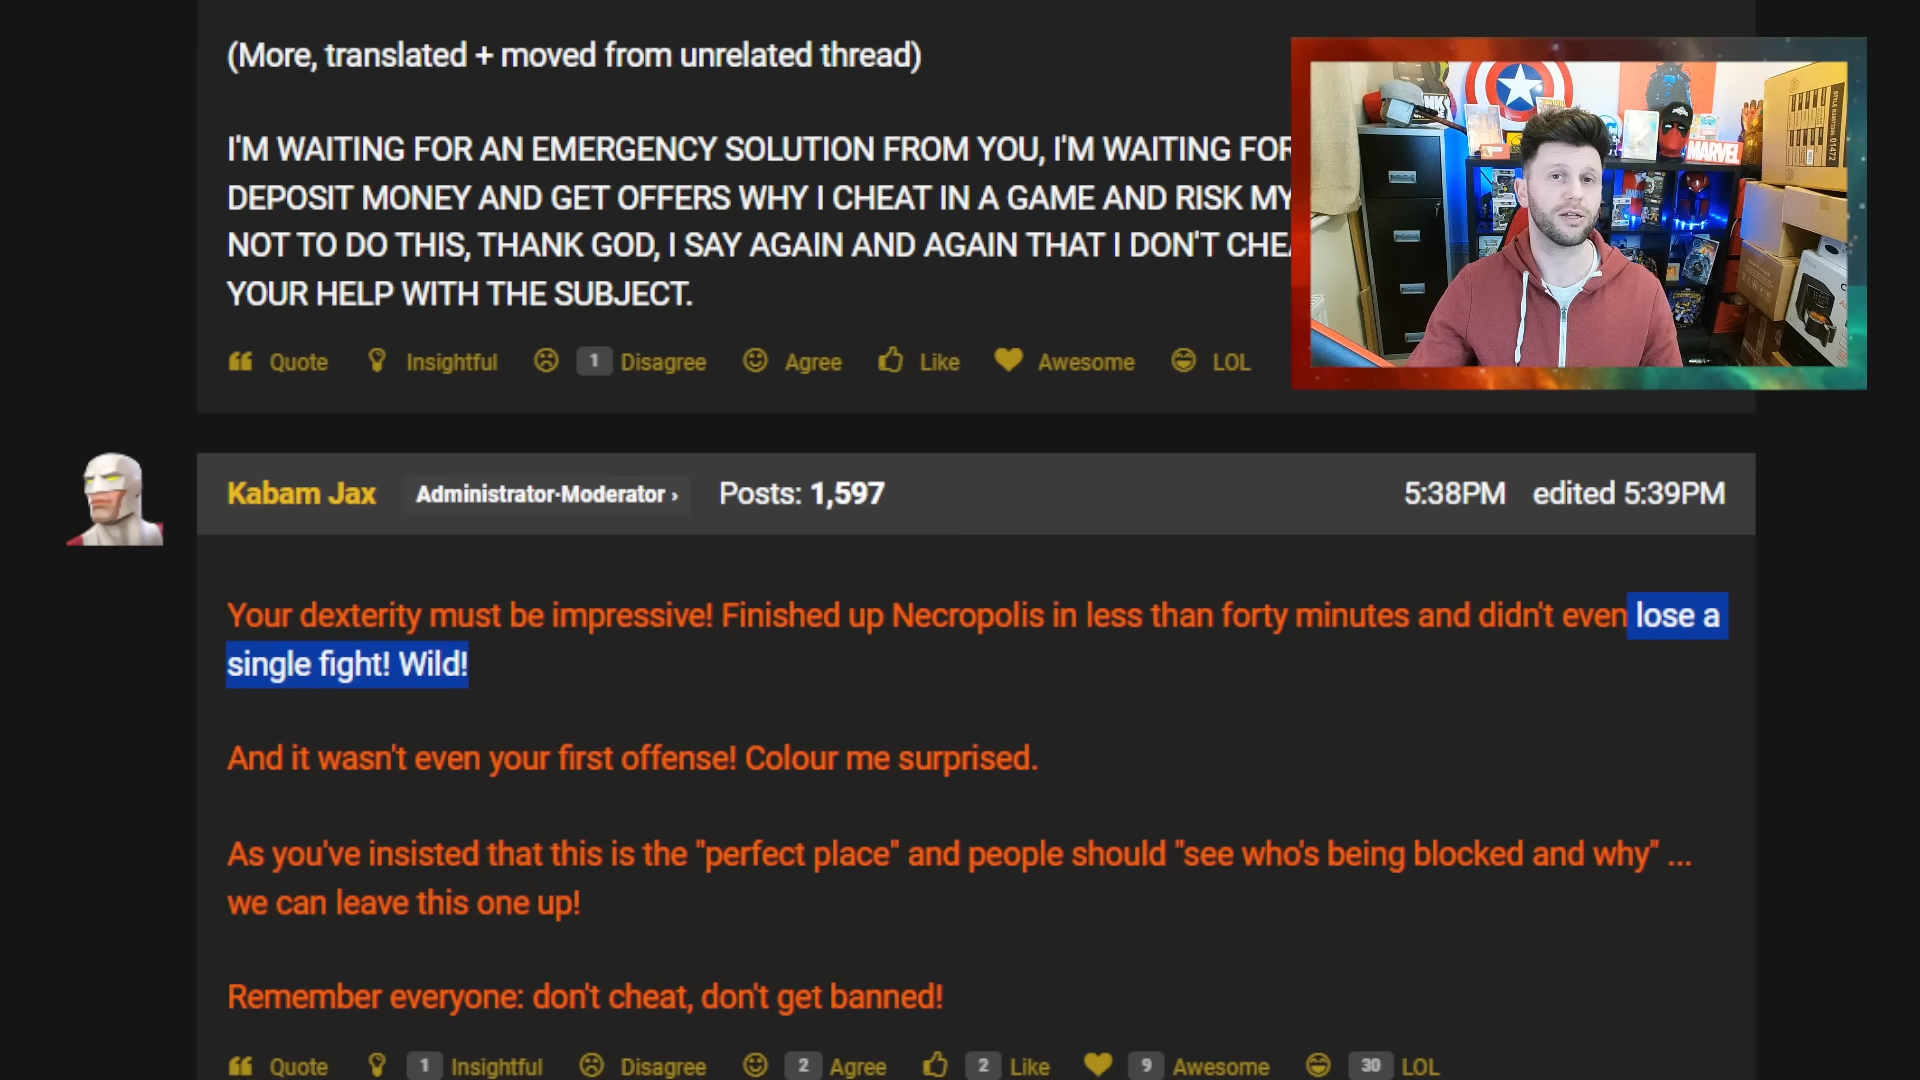 (More, translated + moved from unrelated thread)
I'M WAITING FOR AN EMERGENCY SOLUTION FROM YOU, I'M WAITING FOR
DEPOSIT MONEY AND GET OFFERS WHY I CHEAT IN A GAME AND RISK MY
NOT TO DO THIS, THANK GOD, I SAY AGAIN AND AGAIN THAT I DON'T
YOUR HELP WITH THE SUBJECT.
Quote Insightful 1 Disagree Agree Like Awesome LOL
MARVEL
Kabam Jax Administrator·Moderator › Posts: 1,597 5:38PM edited 5:39PM
Your dexterity must be impressive! Finished up Necropolis in less than forty minutes and didn't even lose a
single fight! Wild!
And it wasn't even your first offense! Colour me surprised.
As you've insisted that this is the "perfect place" and people should "see who's being blocked and why" ...
we can leave this one up!
Remember everyone: don't cheat, don't get banned!
Quote 1 Insightful Disagree 2 Agree 2 Like 9 Awesome 30 LOL